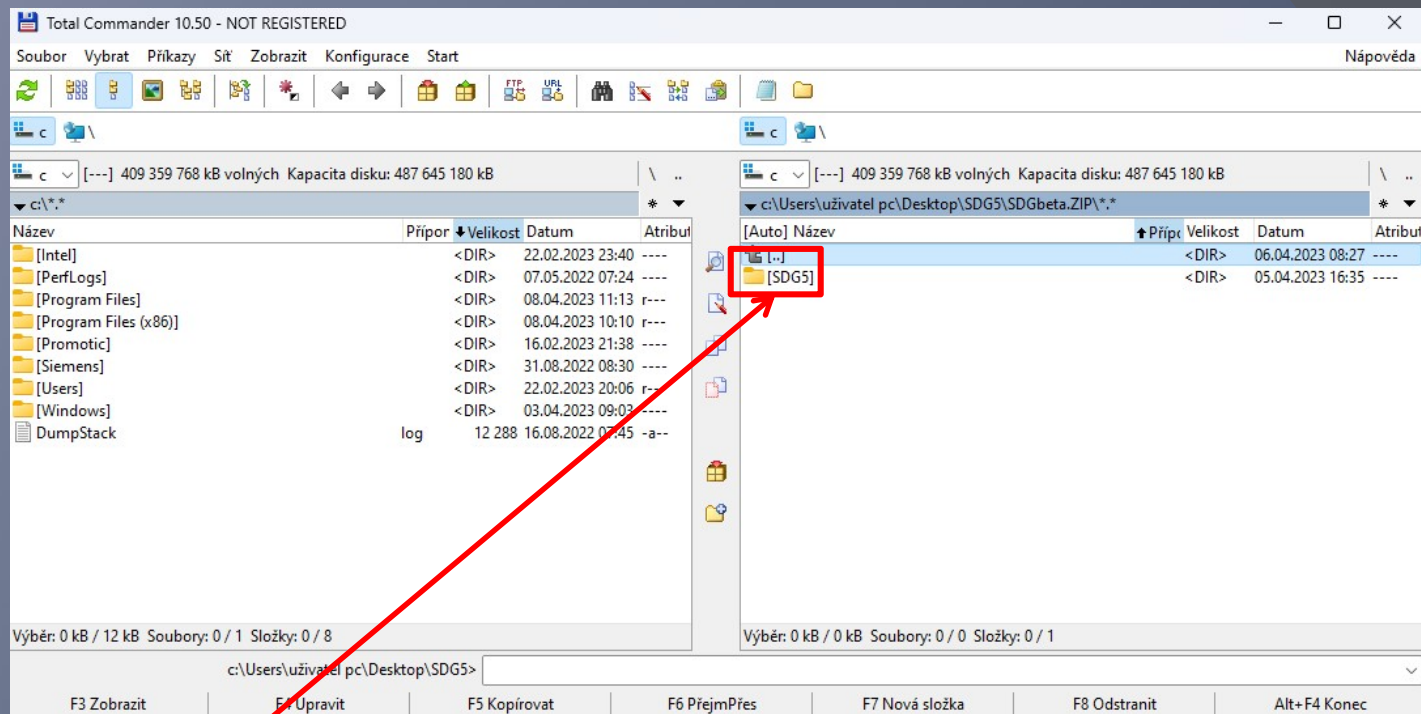 Total Commander 10.50 - NOT REGISTERED
Soubor Vybrat Příkazy Síť Zobrazit Konfigurace Start Nápověda
FTP URL
c \ c \
c [---] 409 359 768 kB volných Kapacita disku: 487 645 180 kB \ .. c [---] 409 359 768 kB volných Kapacita disku: 487 645 180 kB \ ..
c:\*.* * c:\Users\uživatel pc\Desktop\SDG5\SDGbeta.ZIP\*.* *
Název Přípor Velikost Datum Atribut [Auto] Název Přípo Velikost Datum Atribut
[Intel] <DIR> 22.02.2023 23:40 ---- [..] <DIR> 06.04.2023 08:27 ----
[PerfLogs] <DIR> 07.05.2022 07:24 ---- [SDG5] <DIR> 05.04.2023 16:35 ----
[Program Files] <DIR> 08.04.2023 11:13 r---
[Program Files (x86)] <DIR> 08.04.2023 10:10 r---
[Promotic] <DIR> 16.02.2023 21:38 ----
[Siemens] <DIR> 31.08.2022 08:30 ----
[Users] <DIR> 22.02.2023 20:06 r---
[Windows] <DIR> 03.04.2023 09:03 ----
DumpStack log 12 288 16.08.2022 07:45 -a--
Výběr: 0 kB / 12 kB Soubory: 0 / 1 Složky: 0 / 8 Výběr: 0 kB / 0 kB Soubory: 0 / 0 Složky: 0 / 1
c:\Users\uživatel pc\Desktop\SDG5>
F3 Zobrazit F4 Upravit F5 Kopírovat F6 PřejmPřes F7 Nová složka F8 Odstranit Alt+F4 Konec